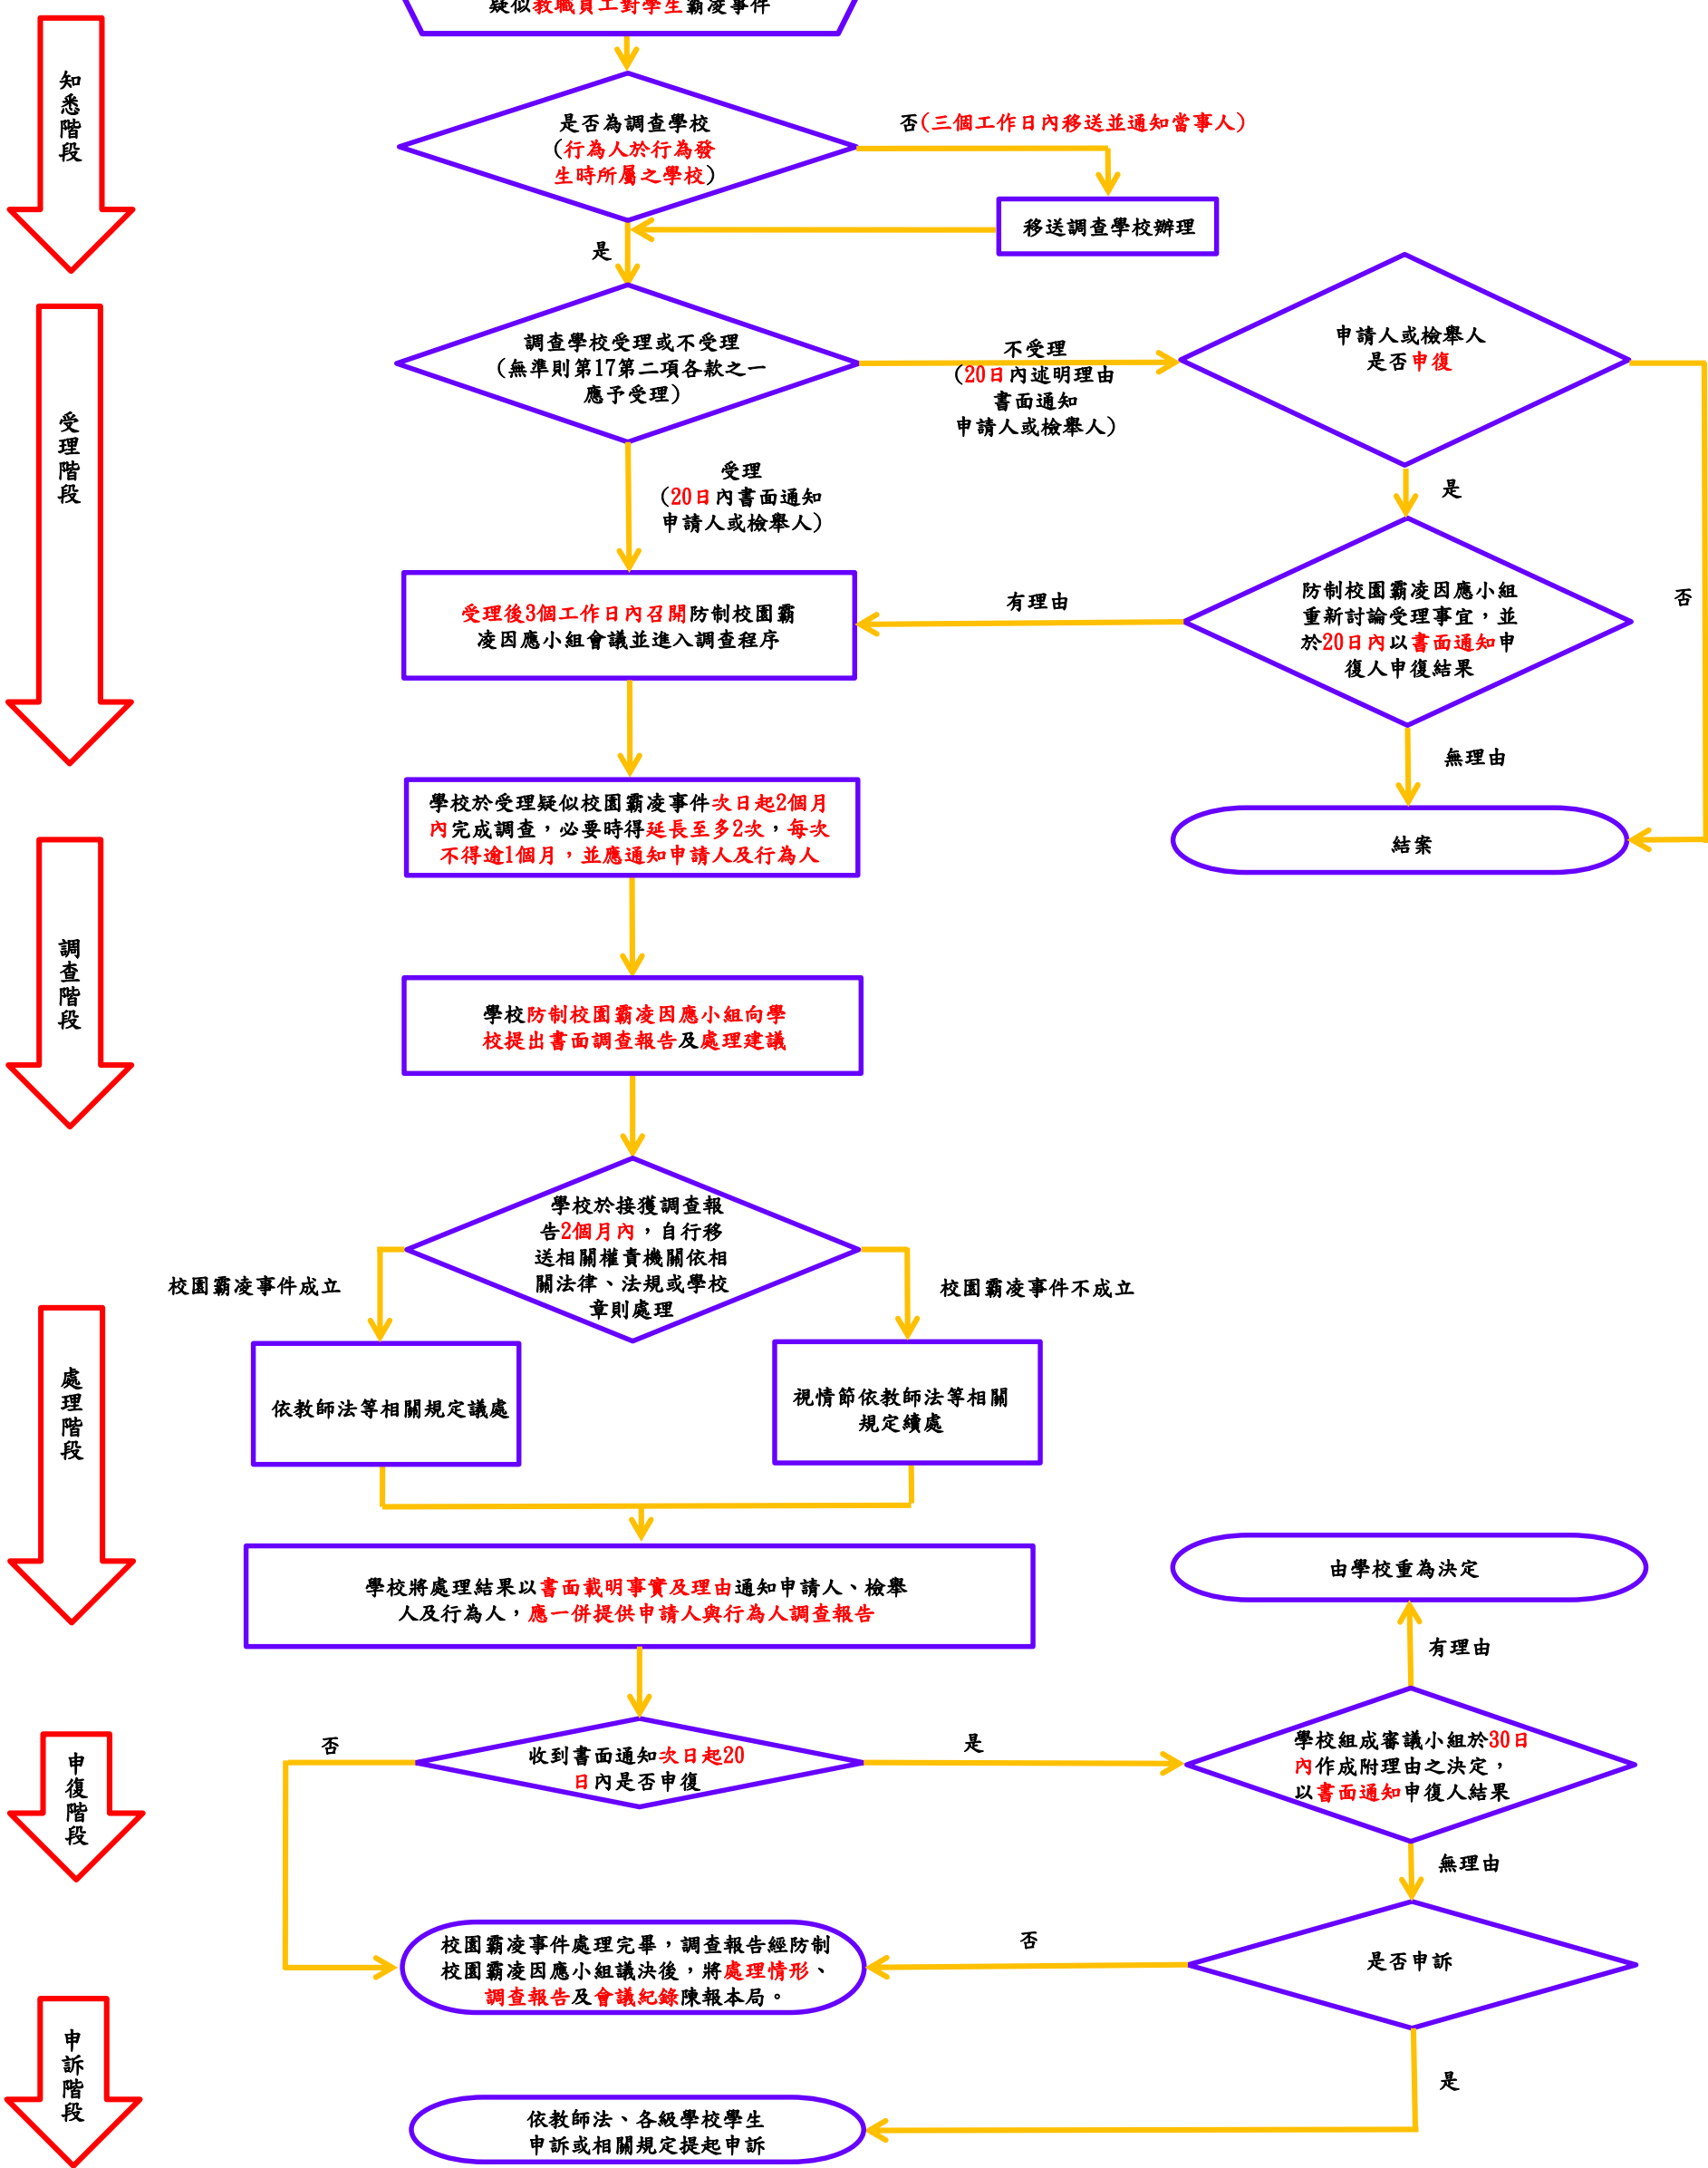 疑似教職員工對學生霸凌事件
知悉階段
是否為調查學校
(行為人於行為發
生時所屬之學校)
否(三個工作日內移送並通知當事人)
移送調查學校辦理
是
受理階段
調查學校受理或不受理
(無準則第17第二項各款之一
應予受理)
不受理
(20日內述明理由
書面通知
申請人或檢舉人)
申請人或檢舉人
是否申復
受理
(20日內書面通知
申請人或檢舉人)
是
否
受理後3個工作日內召開防制校園霸
凌因應小組會議並進入調查程序
有理由
防制校園霸凌因應小組
重新討論受理事宜，並
於20日內以書面通知申
復人申復結果
無理由
結案
調查階段
學校於受理疑似校園霸凌事件次日起2個月
內完成調查，必要時得延長至多2次，每次
不得逾1個月，並應通知申請人及行為人
學校防制校園霸凌因應小組向學
校提出書面調查報告及處理建議
處理階段
學校於接獲調查報
告2個月內，自行移
送相關權責機關依相
關法律、法規或學校
章則處理
校園霸凌事件成立
校園霸凌事件不成立
依教師法等相關規定議處
視情節依教師法等相關
規定續處
學校將處理結果以書面載明事實及理由通知申請人、檢舉
人及行為人，應一併提供申請人與行為人調查報告
由學校重為決定
有理由
申復階段
否
收到書面通知次日起20
日內是否申復
是
學校組成審議小組於30日
內作成附理由之決定，
以書面通知申復人結果
無理由
校園霸凌事件處理完畢，調查報告經防制
校園霸凌因應小組議決後，將處理情形、
調查報告及會議紀錄陳報本局。
否
是否申訴
申訴階段
是
依教師法、各級學校學生
申訴或相關規定提起申訴